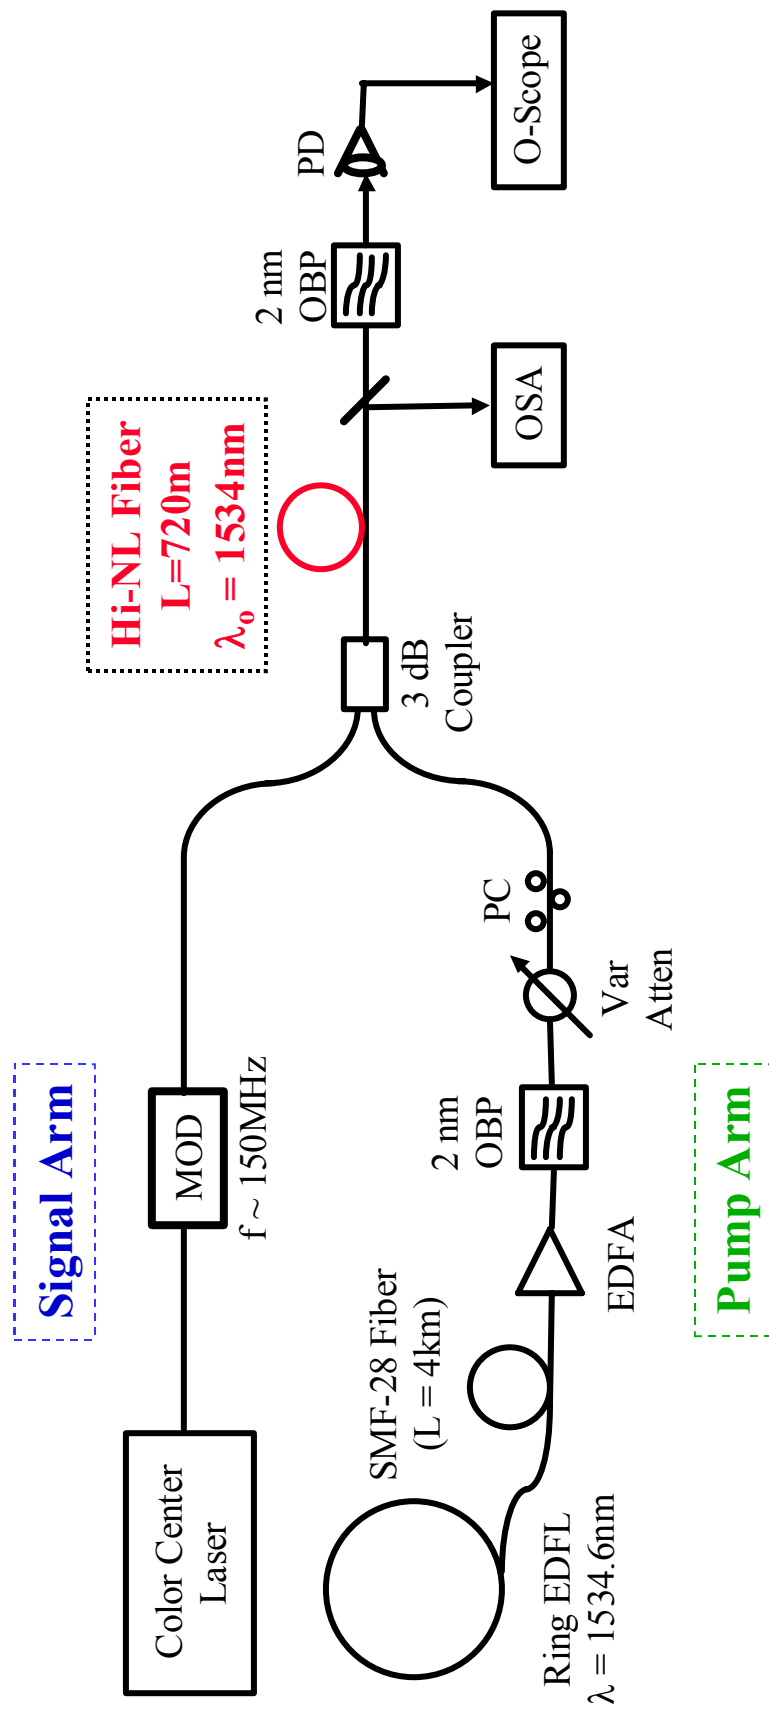 Signal Arm
Color Center
Laser
MOD
f ~ 150MHz
Hi-NL Fiber
L=720m
λo = 1534nm
3 dB
Coupler
2 nm
OBP
PD
OSA
O-Scope
SMF-28 Fiber
(L = 4km)
Ring EDFL
λ = 1534.6nm
EDFA
2 nm
OBP
Var
Atten
PC
Pump Arm